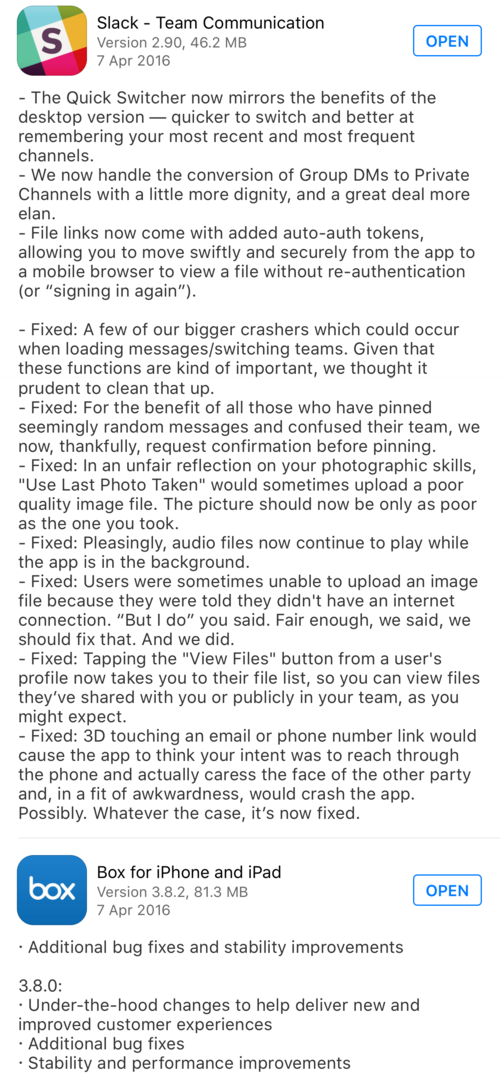 S
Slack - Team Communication
Version 2.90, 46.2 MB
7 Apr 2016
OPEN
- The Quick Switcher now mirrors the benefits of the
desktop version — quicker to switch and better at
remembering your most recent and most frequent
channels.
- We now handle the conversion of Group DMs to Private
Channels with a little more dignity, and a great deal more
elan.
- File links now come with added auto-auth tokens,
allowing you to move swiftly and securely from the app to
a mobile browser to view a file without re-authentication
(or “signing in again”).
- Fixed: A few of our bigger crashers which could occur
when loading messages/switching teams. Given that
these functions are kind of important, we thought it
prudent to clean that up.
- Fixed: For the benefit of all those who have pinned
seemingly random messages and confused their team, we
now, thankfully, request confirmation before pinning.
- Fixed: In an unfair reflection on your photographic skills,
"Use Last Photo Taken" would sometimes upload a poor
quality image file. The picture should now be only as poor
as the one you took.
- Fixed: Pleasingly, audio files now continue to play while
the app is in the background.
- Fixed: Users were sometimes unable to upload an image
file because they were told they didn't have an internet
connection. “But I do” you said. Fair enough, we said, we
should fix that. And we did.
- Fixed: Tapping the "View Files" button from a user's
profile now takes you to their file list, so you can view files
they’ve shared with you or publicly in your team, as you
might expect.
- Fixed: 3D touching an email or phone number link would
cause the app to think your intent was to reach through
the phone and actually caress the face of the other party
and, in a fit of awkwardness, would crash the app.
Possibly. Whatever the case, it’s now fixed.
box
Box for iPhone and iPad
Version 3.8.2, 81.3 MB
7 Apr 2016
OPEN
· Additional bug fixes and stability improvements
3.8.0:
· Under-the-hood changes to help deliver new and
improved customer experiences
· Additional bug fixes
· Stability and performance improvements